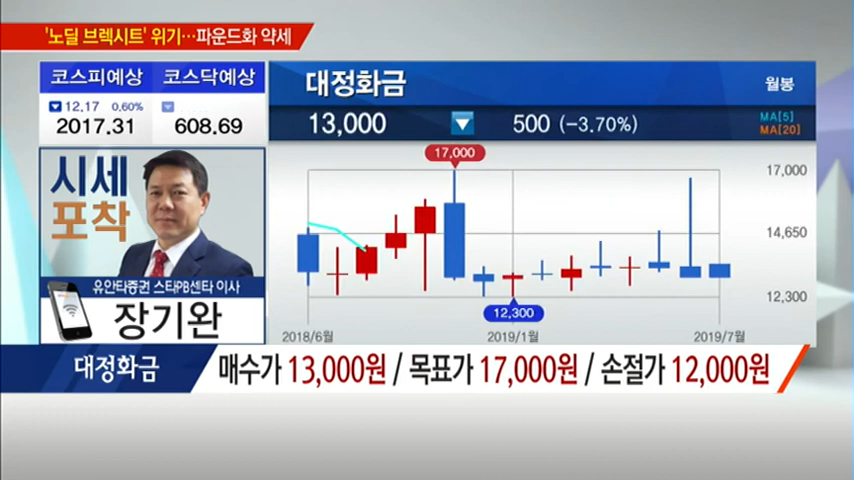 '노딜 브렉시트' 위기…파운드화 약세
코스피예상 코스닥예상
12.17 0.60%
2017.31 608.69
대정화금 월봉
13,000 500 (-3.70%)
MA[5]
MA[20]
시세
포착
유안타증권 스타PB센타 이사
장기완
17,000
17,000
14,650
12,300
12,300
2018/6월 2019/1월 2019/7월
대정화금 매수가 13,000원 / 목표가 17,000원 / 손절가 12,000원